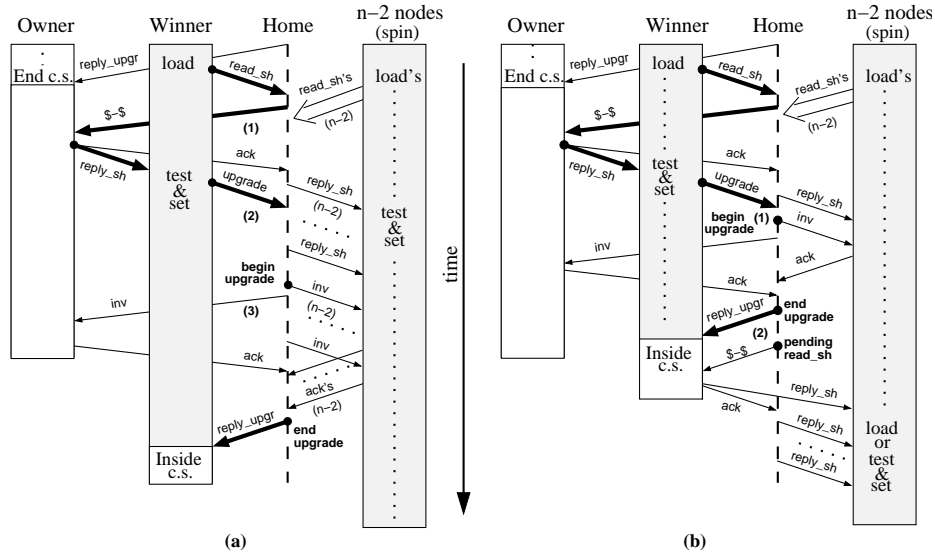 Owner
Winner
Home
n−2 nodes
(spin)
End c.s.
reply_upgr
load
read_sh
read_sh's
(n−2)
load's
$−$
(1)
reply_sh
ack
test
&
set
upgrade
(2)
reply_sh
(n−2)
test
&
set
reply_sh
begin
upgrade
inv
(n−2)
inv
(3)
inv
ack
ack's
(n−2)
reply_upgr
end
upgrade
Inside
c.s.
(a)
time
Owner
Winner
Home
n−2 nodes
(spin)
End c.s.
reply_upgr
load
read_sh
read_sh's
(n−2)
load's
$−$
reply_sh
ack
test
&
set
upgrade
reply_sh
(1)
begin
upgrade
inv
inv
ack
ack
reply_upgr
end
upgrade
(2)
pending
read_sh
$−$
Inside
c.s.
reply_sh
ack
reply_sh
reply_sh
load
or
test
&
set
(b)